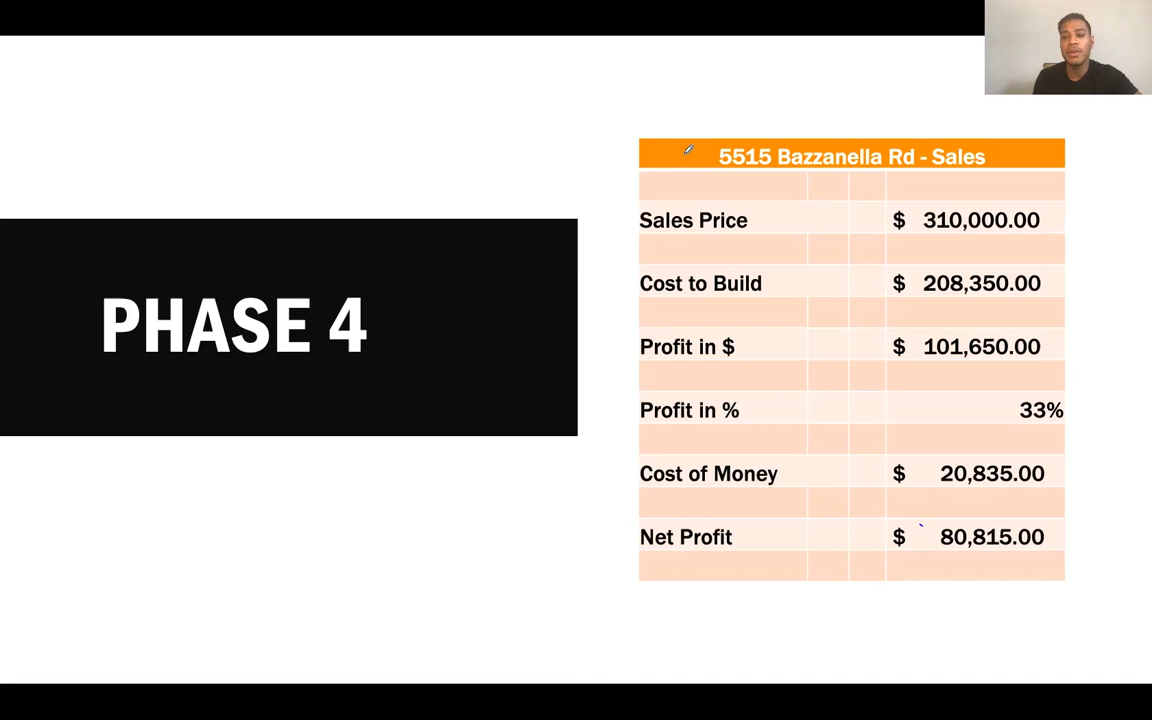 PHASE 4
5515 Bazzanella Rd - Sales
Sales Price $ 310,000.00
Cost to Build $ 208,350.00
Profit in $ $ 101,650.00
Profit in % 33%
Cost of Money $ 20,835.00
Net Profit $ 80,815.00